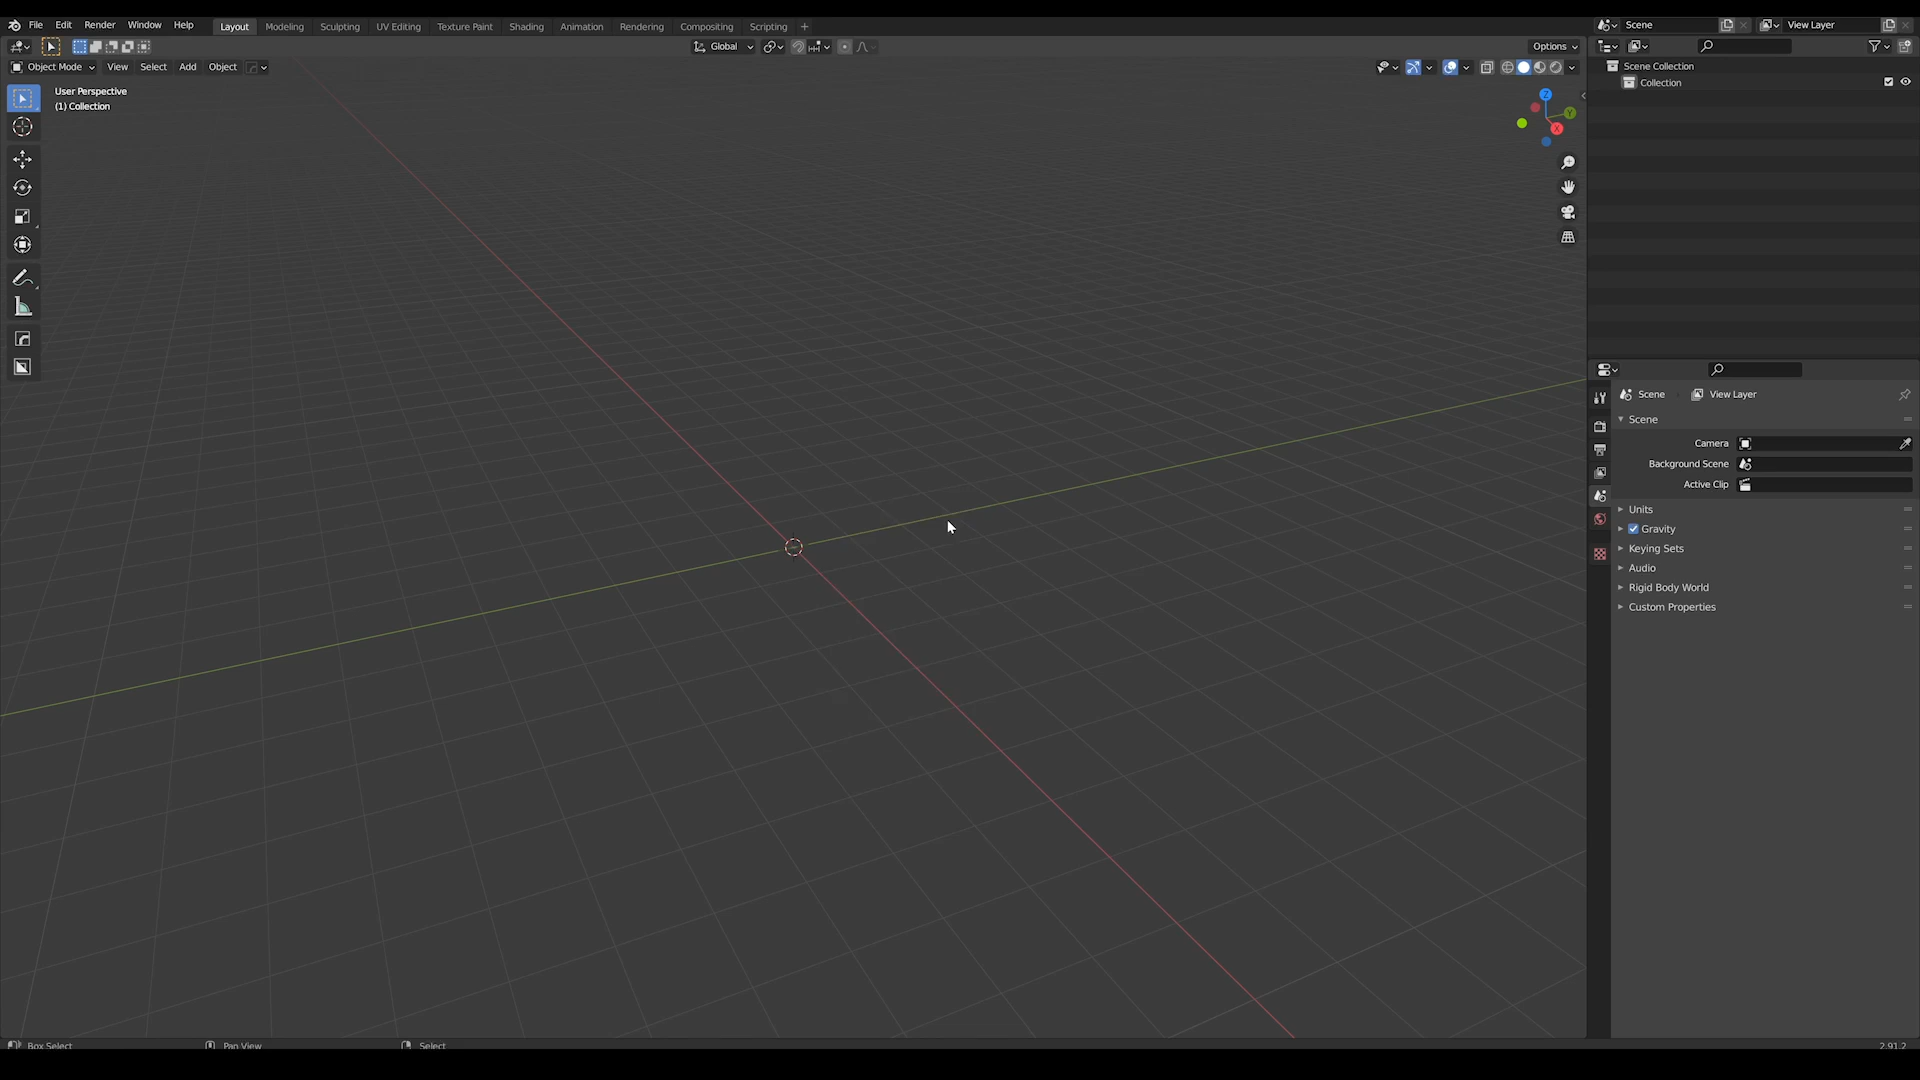 File Edit Render Window Help Layout Modeling Sculpting UV Editing Texture Paint Shading Animation Rendering Compositing Scripting + Scene View Layer
Global Options
Object Mode View Select Add Object
User Perspective
(1) Collection
Z
Y
X
Scene Collection
Collection
Scene View Layer
Scene
Camera
Background Scene
Active Clip
Units
Gravity
Keying Sets
Audio
Rigid Body World
Custom Properties
Box Select Pan View Select 2.91.2